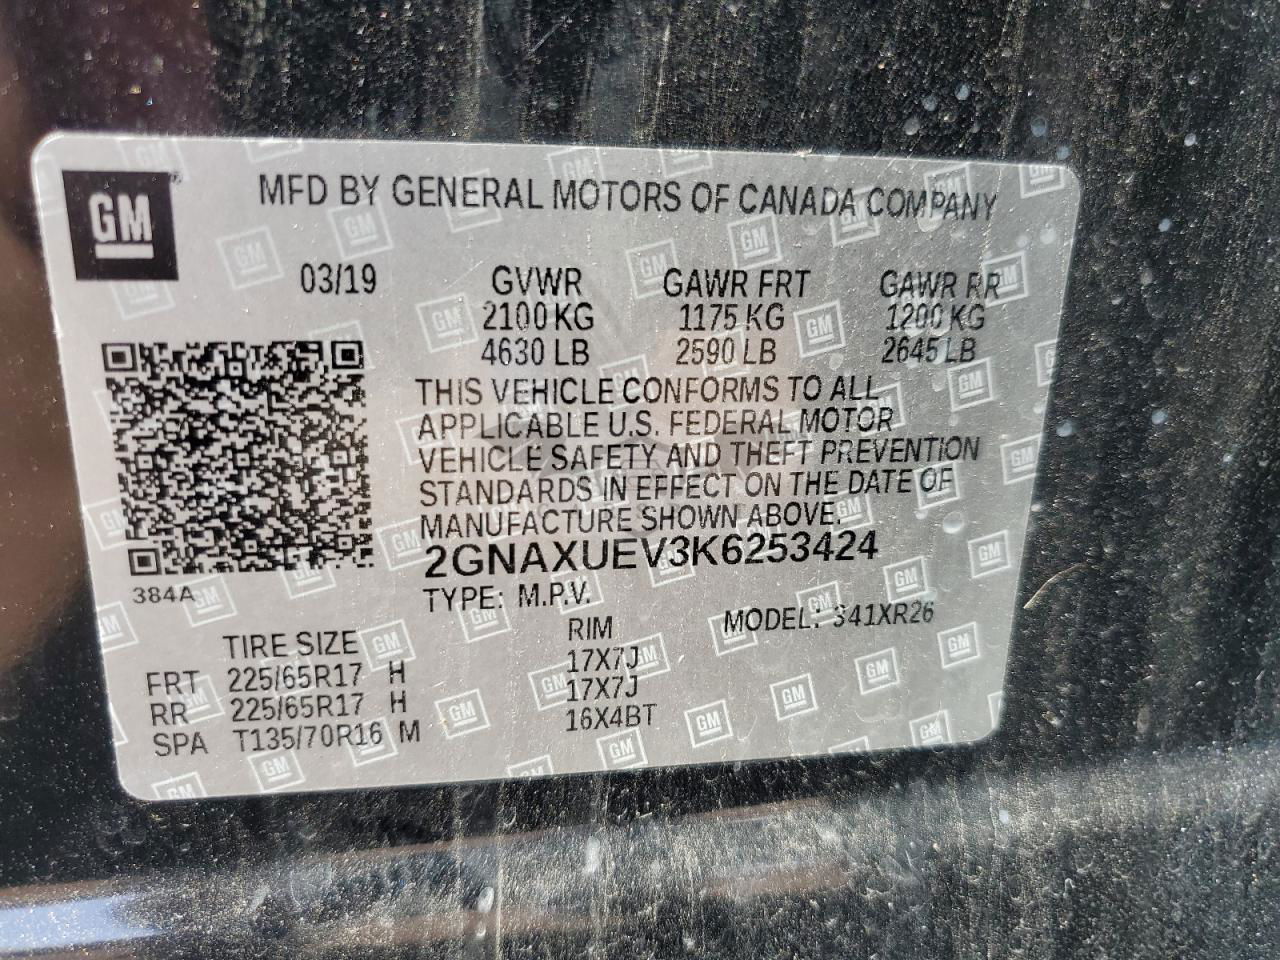 GM
MFD BY GENERAL MOTORS OF CANADA COMPANY
03/19 GVWR GAWR FRT GAWR RR
2100 KG 1175 KG 1200 KG
4630 LB 2590 LB 2645 LB
THIS VEHICLE CONFORMS TO ALL
APPLICABLE U.S. FEDERAL MOTOR
VEHICLE SAFETY AND THEFT PREVENTION
STANDARDS IN EFFECT ON THE DATE OF
MANUFACTURE SHOWN ABOVE.
2GNAXUEV3K6253424
384A
TYPE: M.P.V.
MODEL: S41XR26
TIRE SIZE RIM
FRT 225/65R17 H 17X7J
RR 225/65R17 H 17X7J
SPA T135/70R16 M 16X4BT